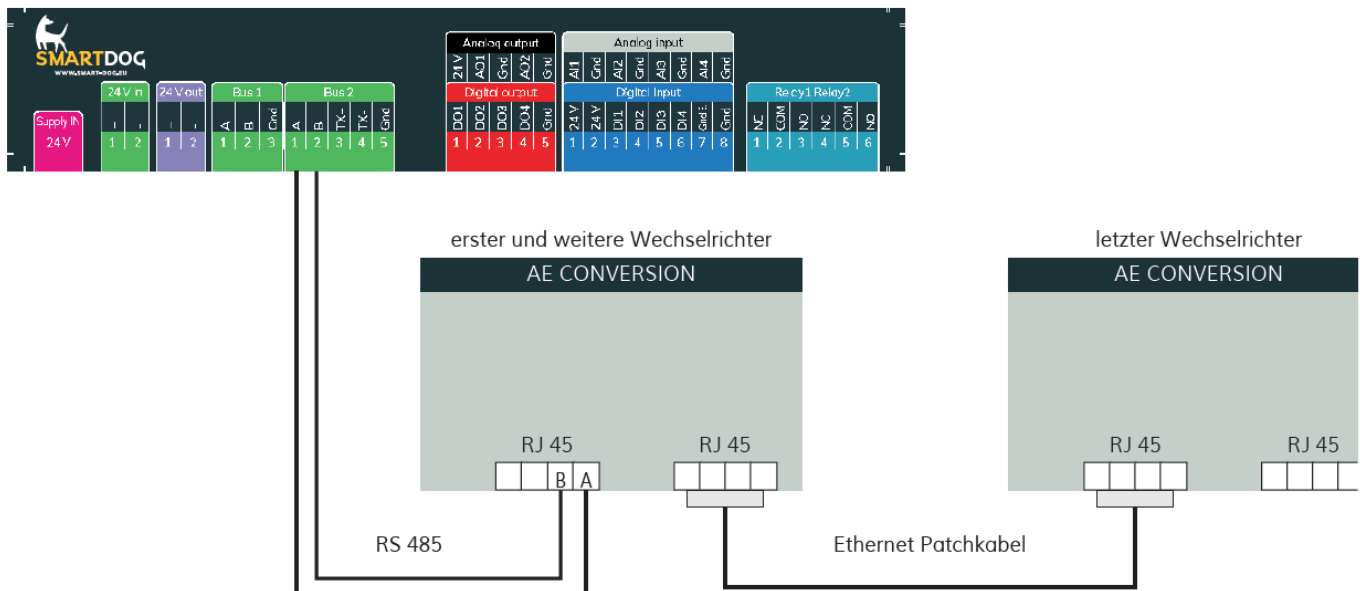 SMARTDOG
WWW.SMART-DOG.EU
Supply IN
24 V
24 V in
1 2
24 V out
1 2
Bus 1
A B Gnd
1 2 3
Bus 2
A B TX- TX- Gnd
1 2 3 4 5
Analog output
AO1 Gnd AO2 Gnd
Digital output
DO1 DO2 DO3 DO4 Gnd
1 2 3 4 5
Analog input
AI1 Gnd AI2 Gnd AI3 Gnd AI4 Gnd
Digital Input
24 V 24 V DI1 DI2 DI3 DI4 Gnd
1 2 3 4 5 6 7 8
Relay1 Relay2
COM NO NC COM NO
1 2 3 4 5 6
erster und weitere Wechselrichter
letzter Wechselrichter
AE CONVERSION
AE CONVERSION
RJ 45
RJ 45
RJ 45
RJ 45
B A
RS 485
Ethernet Patchkabel